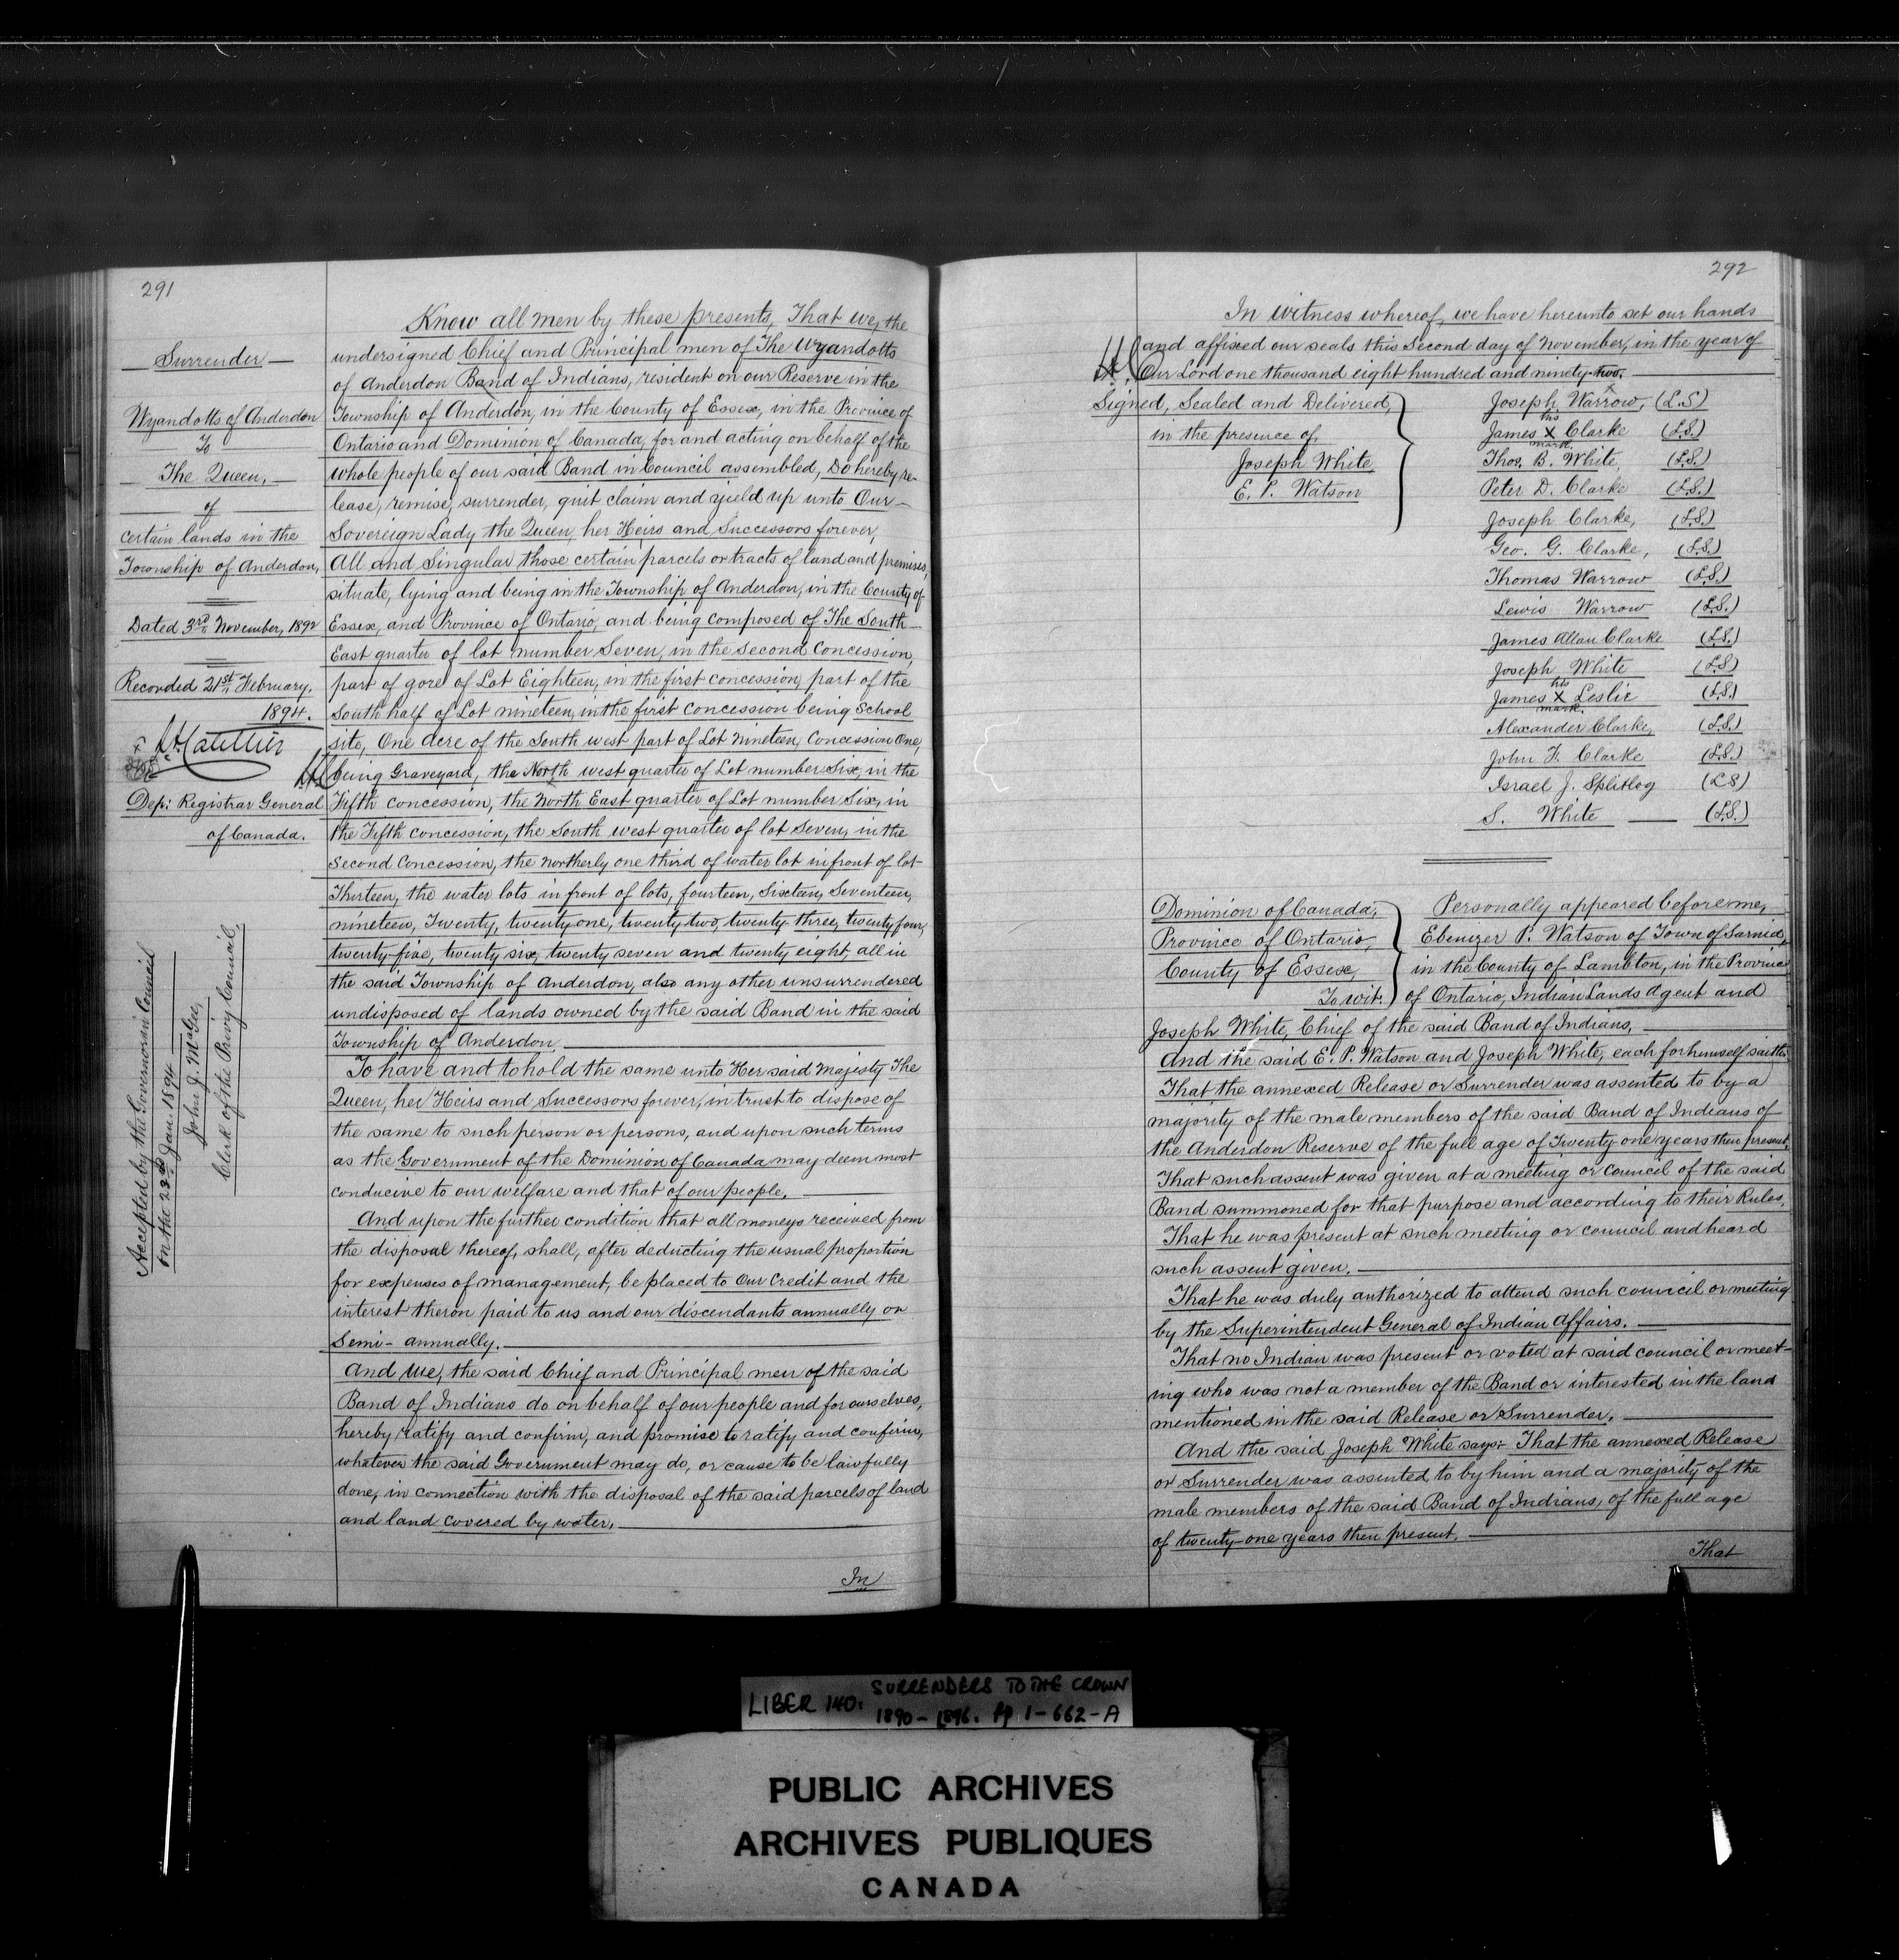 291
Surrender —
Wyandotts of Anderdon
To
The Queen,
of
certain lands in the
Township of Anderdon,
Dated 3rd November, 1892
Recorded 21st February,
1894.
Dep: Registrar General
of Canada.
Accepted by the Governor in Council
on the 23rd Jan. 1894
John J. McGee,
Clerk of the Privy Council.
Know all men by these presents, That we, the
undersigned Chief and Principal men of The Wyandotts
of Anderdon Band of Indians, resident on our Reserve in the
Township of Anderdon, in the County of Essex, in the Province of
Ontario and Dominion of Canada, for and acting on behalf of the
whole people of our said Band in Council assembled, Do hereby re-
lease, remise, surrender, quit claim and yield up unto Our
Sovereign Lady the Queen, her Heirs and Successors forever,
All and Singular those certain parcels or tracts of land and premises,
situate, lying and being in the Township of Anderdon, in the County of
Essex, and Province of Ontario, and being composed of The South
East quarter of lot number Seven, in the Second Concession,
part of gore of Lot Eighteen, in the first concession, part of the
South half of Lot nineteen, in the first Concession being School
site, One acre of the South west part of Lot Nineteen, Concession One,
being Graveyard, the North west quarter of Lot number Six, in the
Fifth concession, the North East quarter of Lot number Six, in
the Fifth concession, the South west quarter of lot Seven, in the
Second Concession, the Northerly one third of water lot in front of lot
Thirteen, the water lots in front of lots, fourteen, Sixteen, Seventeen,
nineteen, Twenty, twenty one, twenty two, twenty three, twenty four,
twenty five, twenty six, twenty seven and twenty eight, all in
the said Township of Anderdon, also any other unsurrendered
undisposed of lands owned by the said Band in the said
Township of Anderdon.
To have and to hold the same unto Her said Majesty The
Queen, her Heirs and Successors forever, in trust to dispose of
the same to such person or persons, and upon such terms
as the Government of the Dominion of Canada may deem most
conducive to our welfare and that of our people,
And upon the further condition that all moneys received from
the disposal thereof, shall, after deducting the usual proportion
for expenses of management, be placed to our Credit and the
interest theron paid to us and our discendants annually or
Semi-annually.
And We, the said Chief and Principal men of the said
Band of Indians do on behalf of our people and for ourselves,
hereby ratify and confirm, and promise to ratify and confirm,
whatever the said Government may do, or cause to be lawfully
done, in connection with the disposal of the said parcels of land
and land covered by water,
In
292
In Witness whereof, we have hereunto set our hands
and affixed our seals this Second day of November, in the year of
Our Lord one thousand eight hundred and ninety-two.
Signed, Sealed and Delivered,
in the presence of,
Joseph White
E. P. Watson
Joseph Warrow, (L.S)
his
James X Clarke (L.S.)
mark
Thos. B. White, (L.S.)
Peter D. Clarke (L.S.)
Joseph Clarke, (L.S.)
Geo. G. Clarke, (L.S.)
Thomas Warrow (L.S.)
Lewis Warrow (L.S.)
James Allan Clarke (L.S.)
Joseph White (L.S)
his
James X Leslie (L.S.)
mark.
Alexander Clarke, (L.S.)
John F. Clarke (L.S.)
Israel J. Splitlog (L.S)
S. White (L.S.)
Dominion of Canada,
Province of Ontario,
County of Essex,
To wit:
Personally appeared before me,
Ebenezer P. Watson of Town of Sarnia,
in the County of Lambton, in the Province
of Ontario, Indian Lands Agent and
Joseph White, Chief of the said Band of Indians,
And the said E. P. Watson and Joseph White, each for himself saith:
That the annexed Release or Surrender was assented to by a
majority of the male members of the said Band of Indians of
the Anderdon Reserve of the full age of Twenty one years then present,
That such assent was given at a meeting or council of the said
Band summoned for that purpose and according to their Rules,
That he was present at such meeting or council and heard
such assent given.
That he was duly authorized to attend such council or meeting
by the Superintendent General of Indian Affairs.
That no Indian was present or voted at said council or meet-
ing who was not a member of the Band or interested in the land
mentioned in the said Release or Surrender,
And the said Joseph White says:- That the annexed Release
or Surrender was assented to by him and a majority of the
male members of the said Band of Indians, of the full age
of twenty-one years then present,
That
LIBER 140: SURRENDERS TO THE CROWN
1890-1896. pp 1-662-A
PUBLIC ARCHIVES
ARCHIVES PUBLIQUES
CANADA